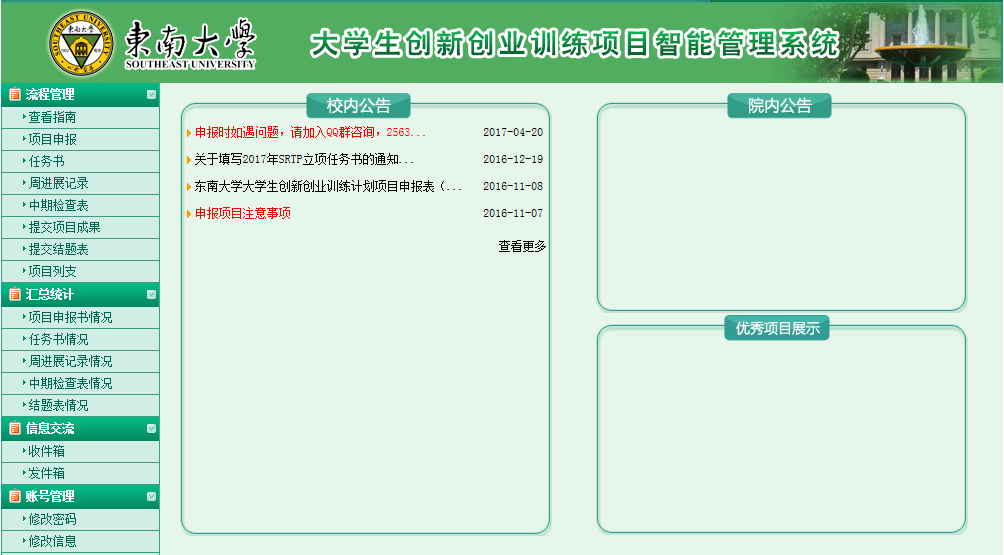 东南大学
SOUTHEAST UNIVERSITY
大学生创新创业训练项目智能管理系统
流程管理
查看指南
项目申报
任务书
周进展记录
中期检查表
提交项目成果
提交结题表
项目列支
汇总统计
项目申报书情况
任务书情况
周进展记录情况
中期检查表情况
结题表情况
信息交流
收件箱
发件箱
账号管理
修改密码
修改信息
校内公告
申报时如遇问题，请加入QQ群咨询，2563... 2017-04-20
关于填写2017年SRTP立项任务书的通知... 2016-12-19
东南大学大学生创新创业训练计划项目申报表（... 2016-11-08
申报项目注意事项 2016-11-07
查看更多
院内公告
优秀项目展示